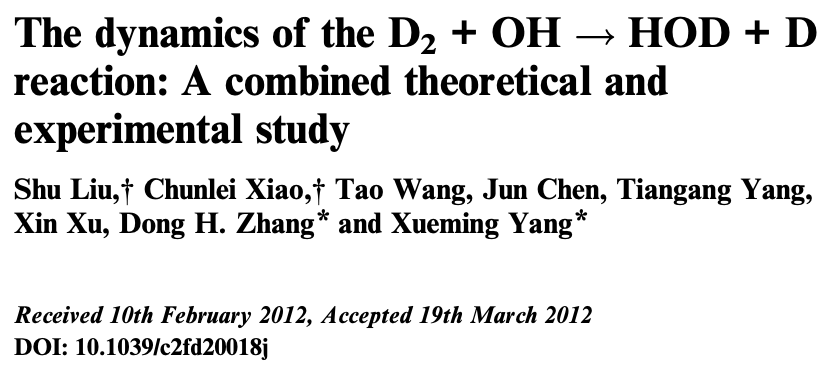 The dynamics of the D₂ + OH → HOD + D
reaction: A combined theoretical and
experimental study
Shu Liu,† Chunlei Xiao,† Tao Wang, Jun Chen, Tiangang Yang,
Xin Xu, Dong H. Zhang* and Xueming Yang*
Received 10th February 2012, Accepted 19th March 2012
DOI: 10.1039/c2fd20018j